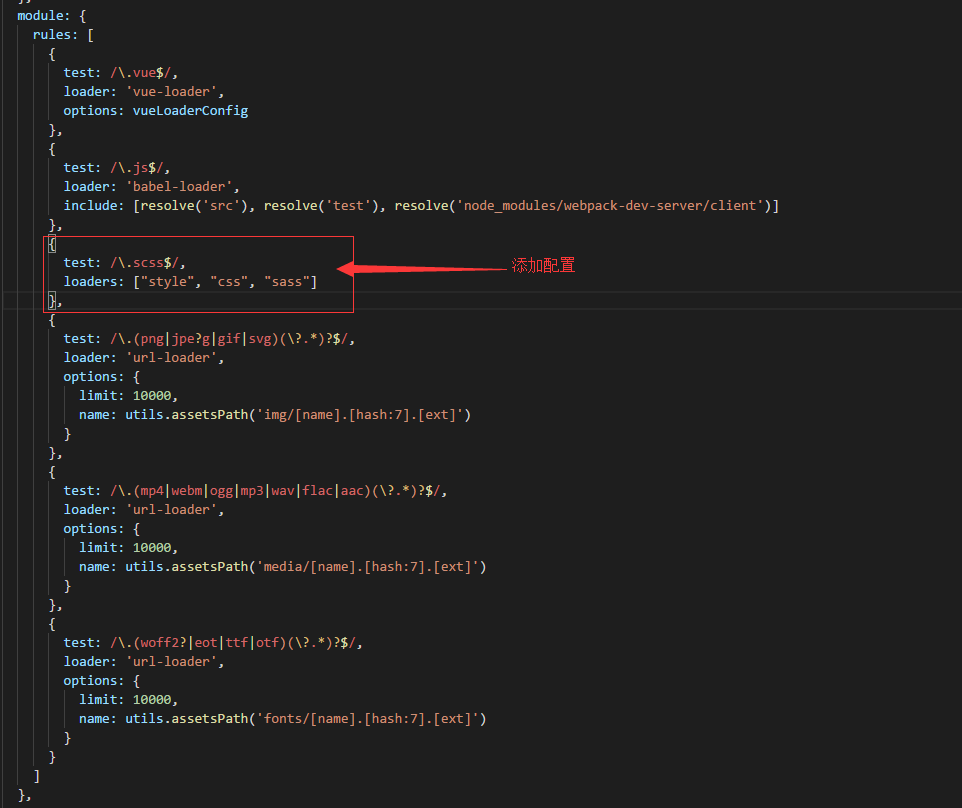 },
module: {
rules: [
{
test: /\.vue$/,
loader: 'vue-loader',
options: vueLoaderConfig
},
{
test: /\.js$/,
loader: 'babel-loader',
include: [resolve('src'), resolve('test'), resolve('node_modules/webpack-dev-server/client')]
},
{
test: /\.scss$/,
添加配置
loaders: ["style", "css", "sass"]
},
{
test: /\.(png|jpe?g|gif|svg)(\?.*)?$/,
loader: 'url-loader',
options: {
limit: 10000,
name: utils.assetsPath('img/[name].[hash:7].[ext]')
}
},
{
test: /\.(mp4|webm|ogg|mp3|wav|flac|aac)(\?.*)?$/,
loader: 'url-loader',
options: {
limit: 10000,
name: utils.assetsPath('media/[name].[hash:7].[ext]')
}
},
{
test: /\.(woff2?|eot|ttf|otf)(\?.*)?$/,
loader: 'url-loader',
options: {
limit: 10000,
name: utils.assetsPath('fonts/[name].[hash:7].[ext]')
}
}
]
},